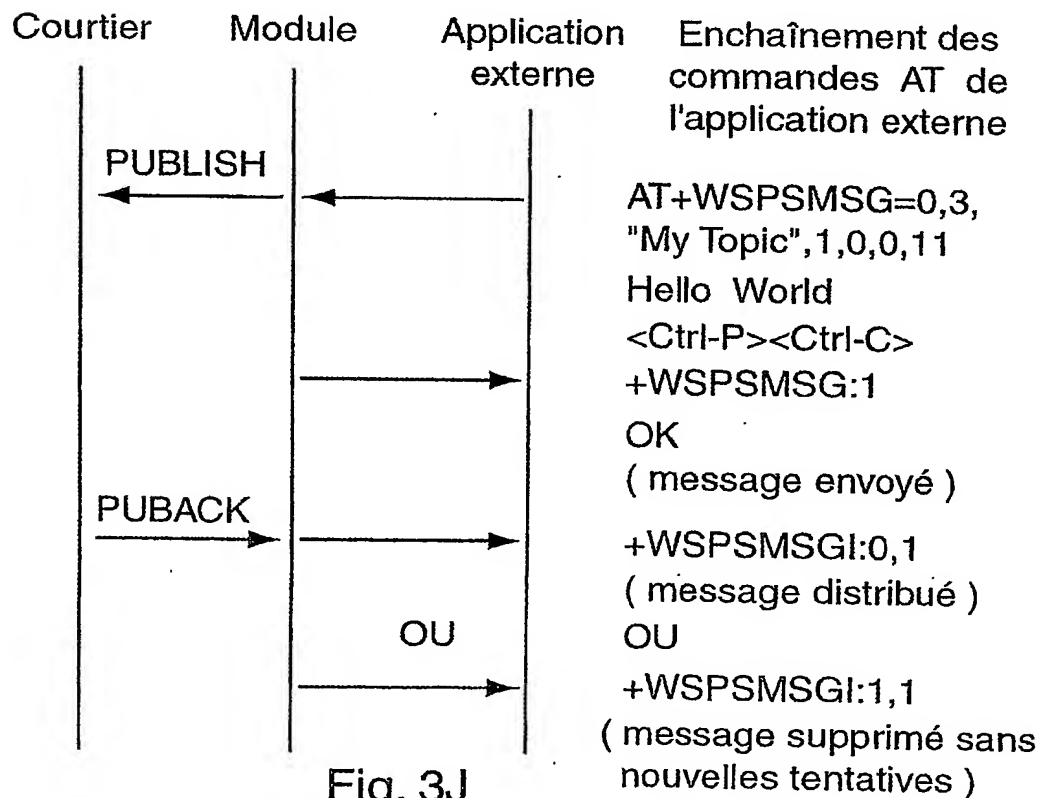 Courtier
Module
Application
externe
Enchaînement des
commandes AT de
l'application externe
PUBLISH
AT+WSPSMSG=0,3,
"My Topic",1,0,0,11
Hello World
<Ctrl-P><Ctrl-C>
+WSPSMSG:1
OK
( message envoyé )
PUBACK
+WSPSMSGI:0,1
( message distribué )
OU
OU
+WSPSMSGI:1,1
( message supprimé sans
nouvelles tentatives )
Fig. 3J